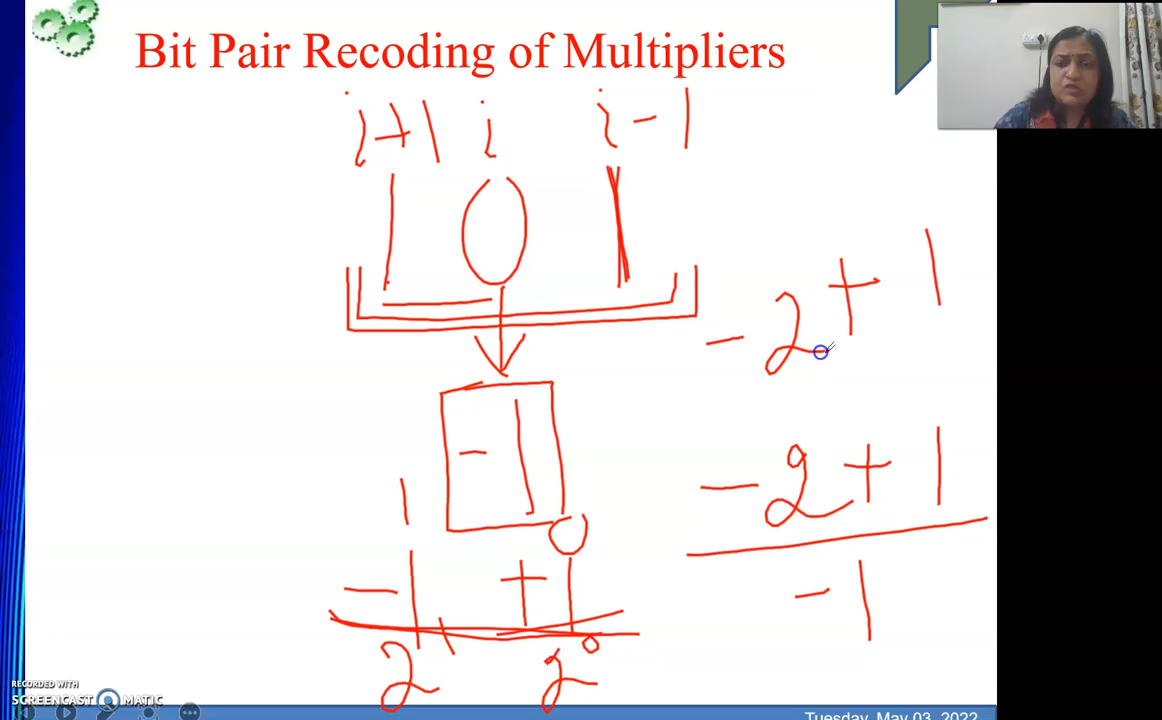 Bit Pair Recoding of Multipliers
i+1 i i-1
1 0 1
-2+1
-1
-2+1
1 0
-1 +1
-1
2^1 2^0
RECORDED WITH
SCREENCAST MATIC
Tuesday, May 03, 2022